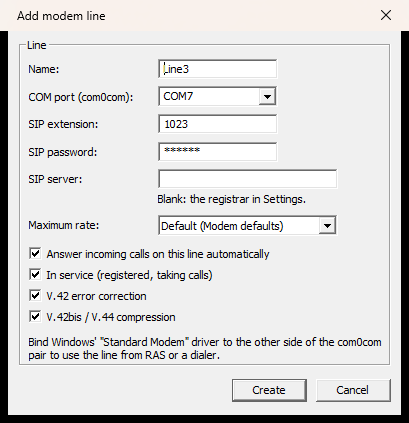 Add modem line
Line
Name:
Line3
COM port (com0com):
COM7
SIP extension:
1023
SIP password:
******
SIP server:
Blank: the registrar in Settings.
Maximum rate:
Default (Modem defaults)
Answer incoming calls on this line automatically
In service (registered, taking calls)
V.42 error correction
V.42bis / V.44 compression
Bind Windows' "Standard Modem" driver to the other side of the com0com
pair to use the line from RAS or a dialer.
Create
Cancel